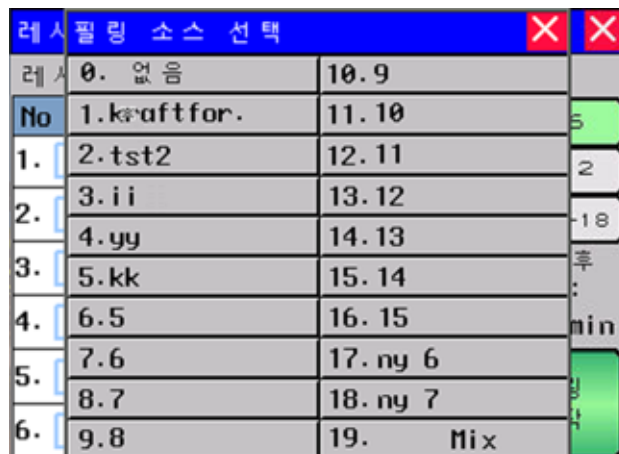 레시
필링 소스 선택
레시
No
1.
2.
3.
4.
5.
6.
0. 없음
1.kraftfor.
2.tst2
3.ii
4.yy
5.kk
6.5
7.6
8.7
9.8
10.9
11.10
12.11
13.12
14.13
15.14
16.15
17.ny 6
18.ny 7
19. Mix
5
2
-18
후
:
min